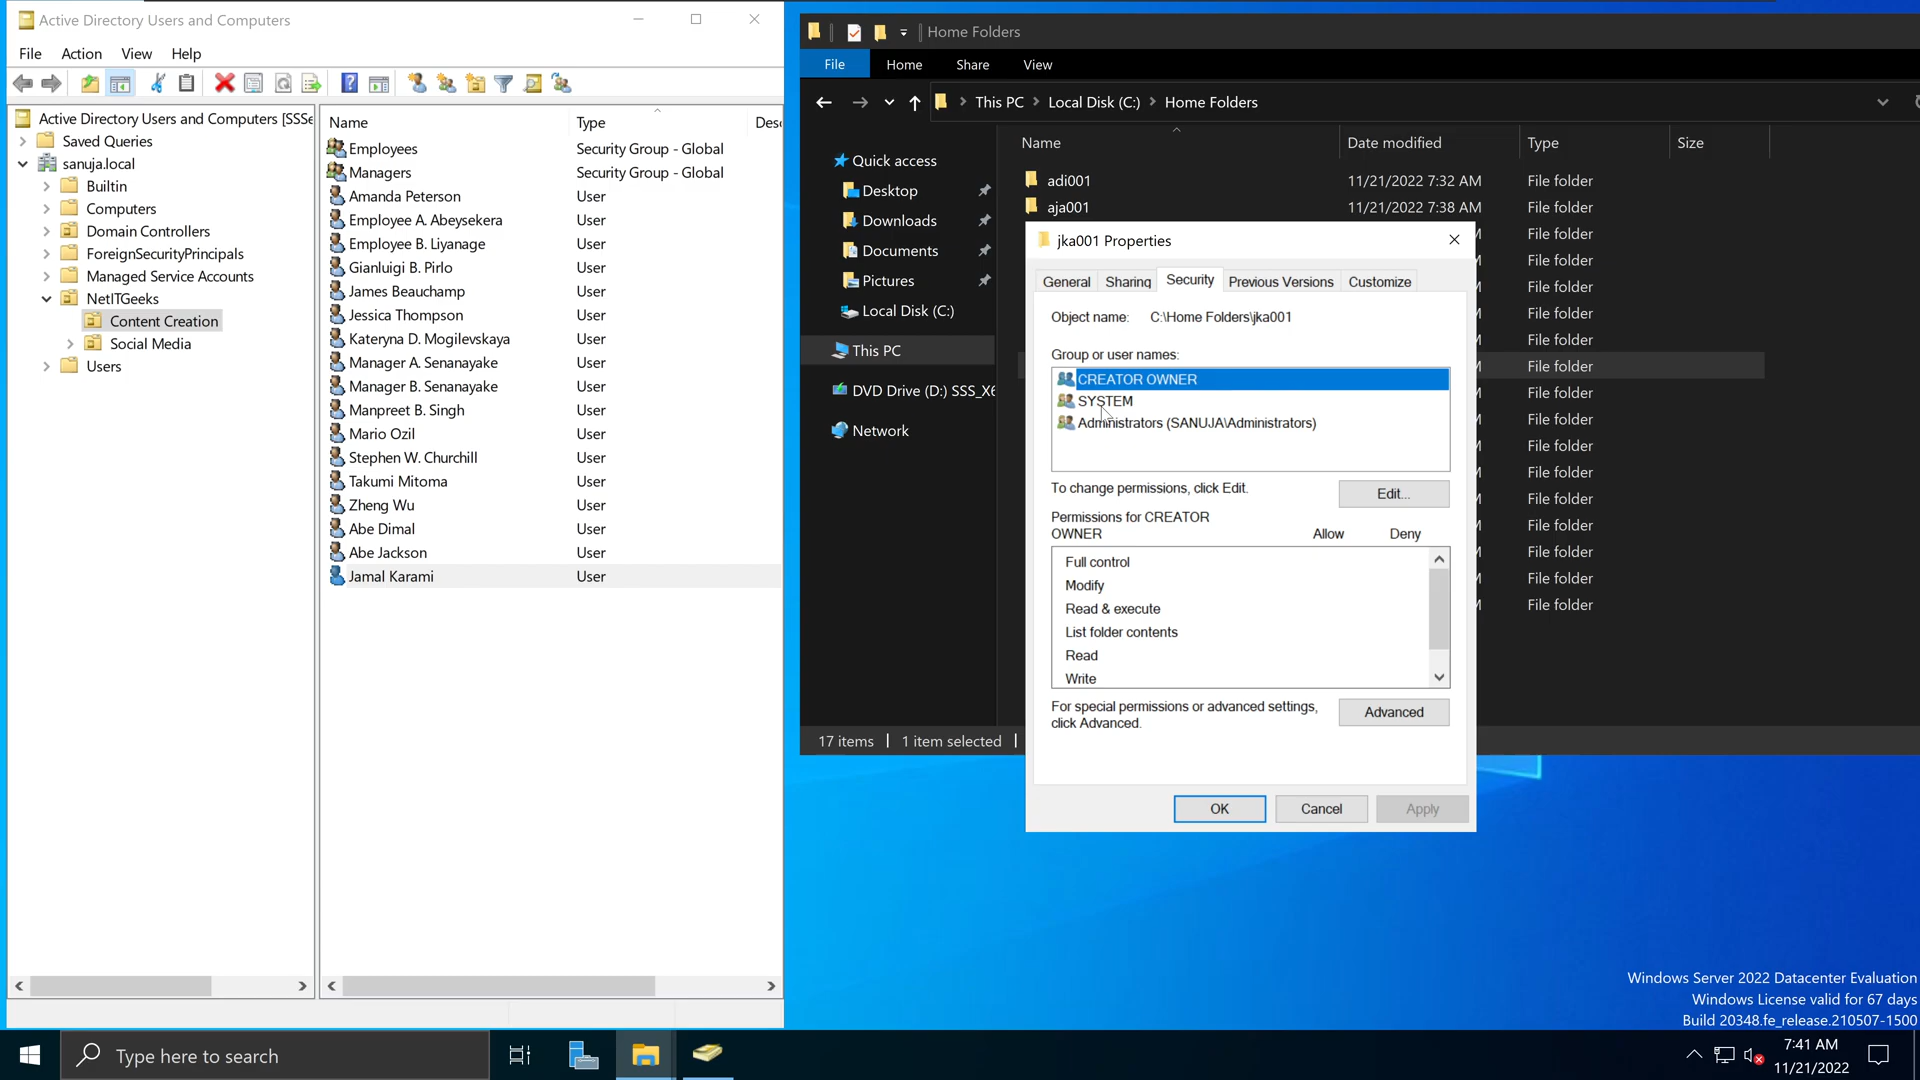 Active Directory Users and Computers
File Action View Help
Active Directory Users and Computers [SSSe
Saved Queries
sanuja.local
Builtin
Computers
Domain Controllers
ForeignSecurityPrincipals
Managed Service Accounts
NetITGeeks
Content Creation
Social Media
Users
Name Type Desc
Employees Security Group - Global
Managers Security Group - Global
Amanda Peterson User
Employee A. Abeysekera User
Employee B. Liyanage User
Gianluigi B. Pirlo User
James Beauchamp User
Jessica Thompson User
Kateryna D. Mogilevskaya User
Manager A. Senanayake User
Manager B. Senanayake User
Manpreet B. Singh User
Mario Ozil User
Stephen W. Churchill User
Takumi Mitoma User
Zheng Wu User
Abe Dimal User
Abe Jackson User
Jamal Karami User
Home Folders
File Home Share View
This PC Local Disk (C:) Home Folders
Quick access
Desktop
Downloads
Documents
Pictures
Local Disk (C:)
This PC
DVD Drive (D:) SSS_X6
Network
Name Date modified Type Size
adi001 11/21/2022 7:32 AM File folder
aja001 11/21/2022 7:38 AM File folder
M File folder
M File folder
M File folder
M File folder
M File folder
File folder
M File folder
M File folder
M File folder
M File folder
M File folder
M File folder
M File folder
M File folder
M File folder
17 items 1 item selected
jka001 Properties
General Sharing Security Previous Versions Customize
Object name: C:\Home Folders\jka001
Group or user names:
CREATOR OWNER
SYSTEM
Administrators (SANUJA\Administrators)
To change permissions, click Edit.
Edit...
Permissions for CREATOR
OWNER Allow Deny
Full control
Modify
Read & execute
List folder contents
Read
Write
For special permissions or advanced settings,
click Advanced.
Advanced
OK Cancel Apply
Windows Server 2022 Datacenter Evaluation
Windows License valid for 67 days
Build 20348.fe_release.210507-1500
Type here to search
7:41 AM
11/21/2022